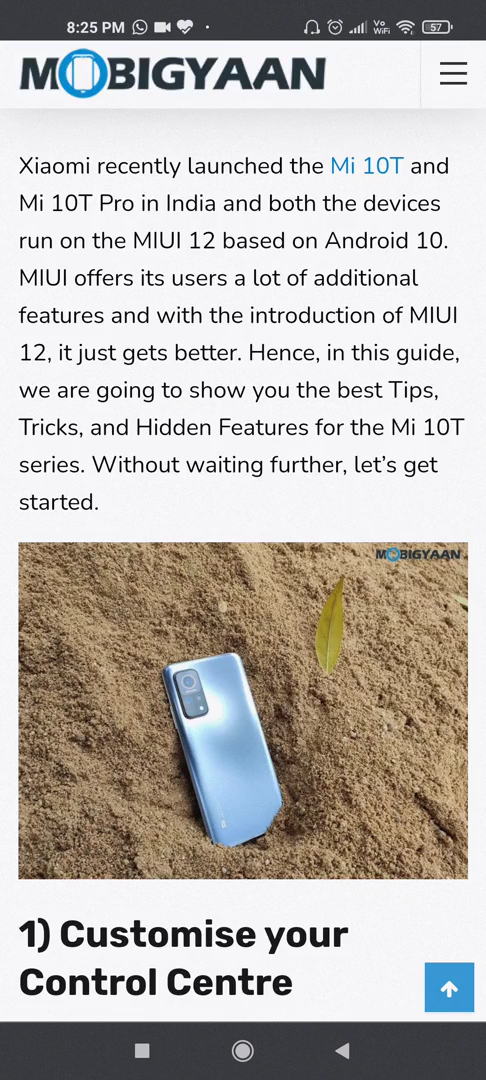 8:25 PM
Vo
WiFi
57
MOBIGYAAN
Xiaomi recently launched the Mi 10T and
Mi 10T Pro in India and both the devices
run on the MIUI 12 based on Android 10.
MIUI offers its users a lot of additional
features and with the introduction of MIUI
12, it just gets better. Hence, in this guide,
we are going to show you the best Tips,
Tricks, and Hidden Features for the Mi 10T
series. Without waiting further, let’s get
started.
MOBIGYAAN
1) Customise your
Control Centre